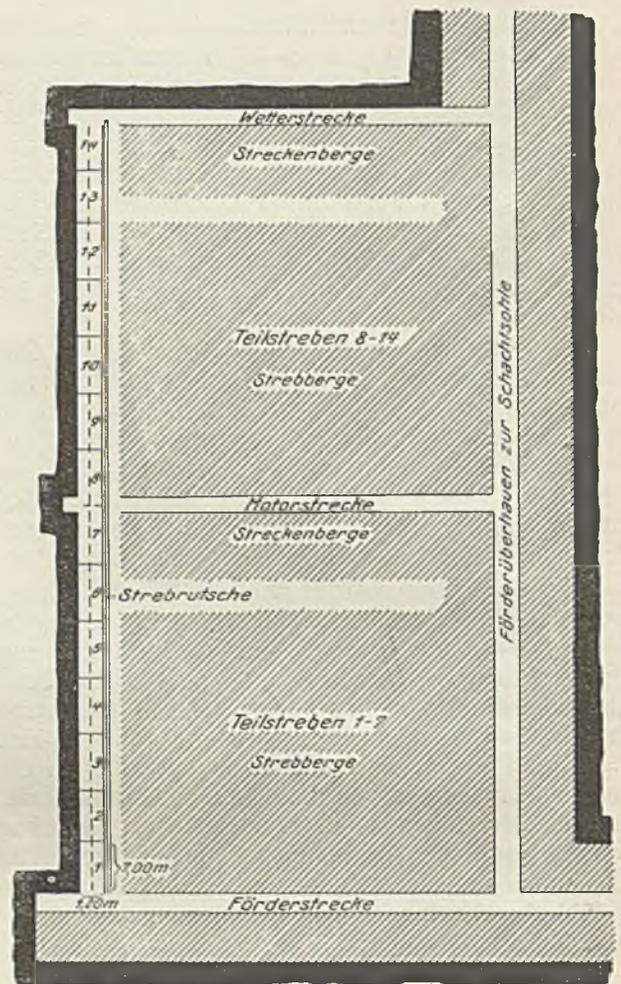 Wetterstrecke
14
Streckenberge
13
12
11
Teilstreben 8-14
10
Strebberge
9
8
Motorstrecke
7
Streckenberge
6
Strebrutsche
5
4
Teilstreben 1-7
3
Strebberge
2
1
7,00m
1,20m
Förderstrecke
Förderüberhauen zur Schachtsohle